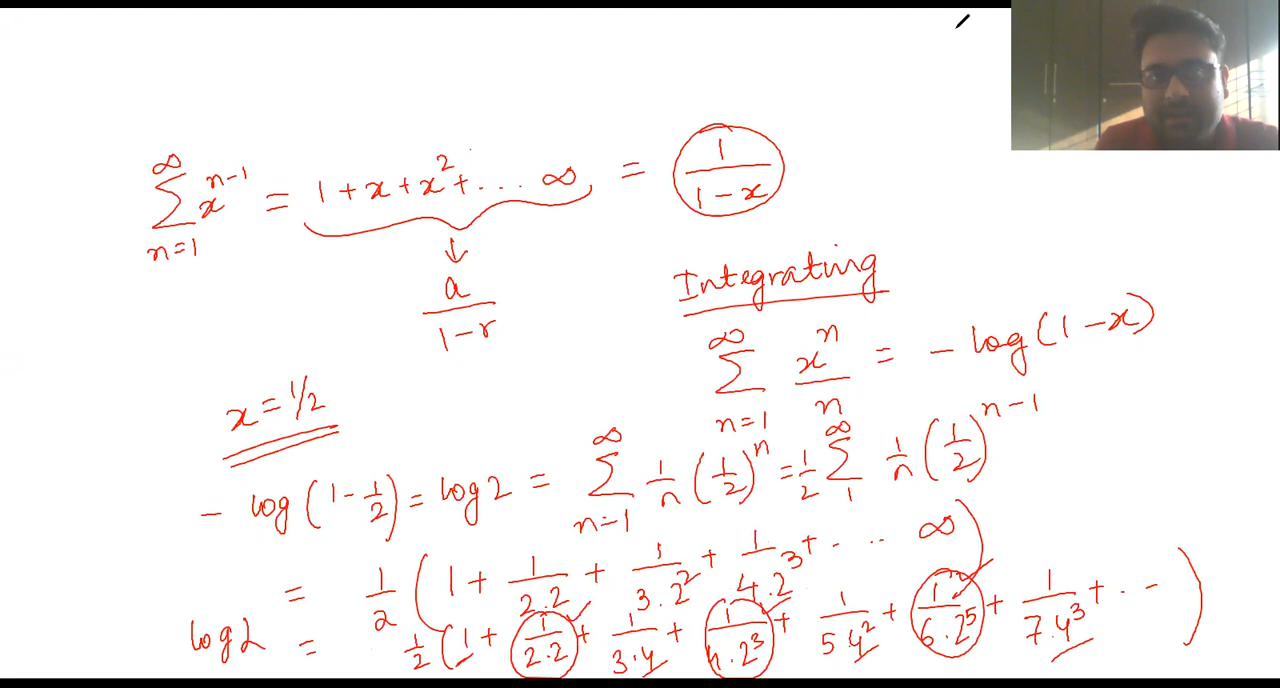 ∑_{n=1}^{∞} x^{n-1} = 1 + x + x² + . . . . ∞ = 1/(1-x)
↓
a/(1-r)
Integrating
∑_{n=1}^{∞} x^n/n = - log(1-x)
x = 1/2
- log(1 - 1/2) = log 2 = ∑_{n=1}^{∞} 1/n (1/2)^n = 1/2 ∑_{1}^{∞} 1/n (1/2)^{n-1}
= 1/2 (1 + 1/(2.2) + 1/(3.2²) + 1/(4.2³) + . . . . ∞)
log 2 = 1/2 (1 + 1/(2.2) + 1/(3.4) + 1/(4.2³) + 1/(5.4²) + 1/(6.2⁵) + 1/(7.4³) + . . -)